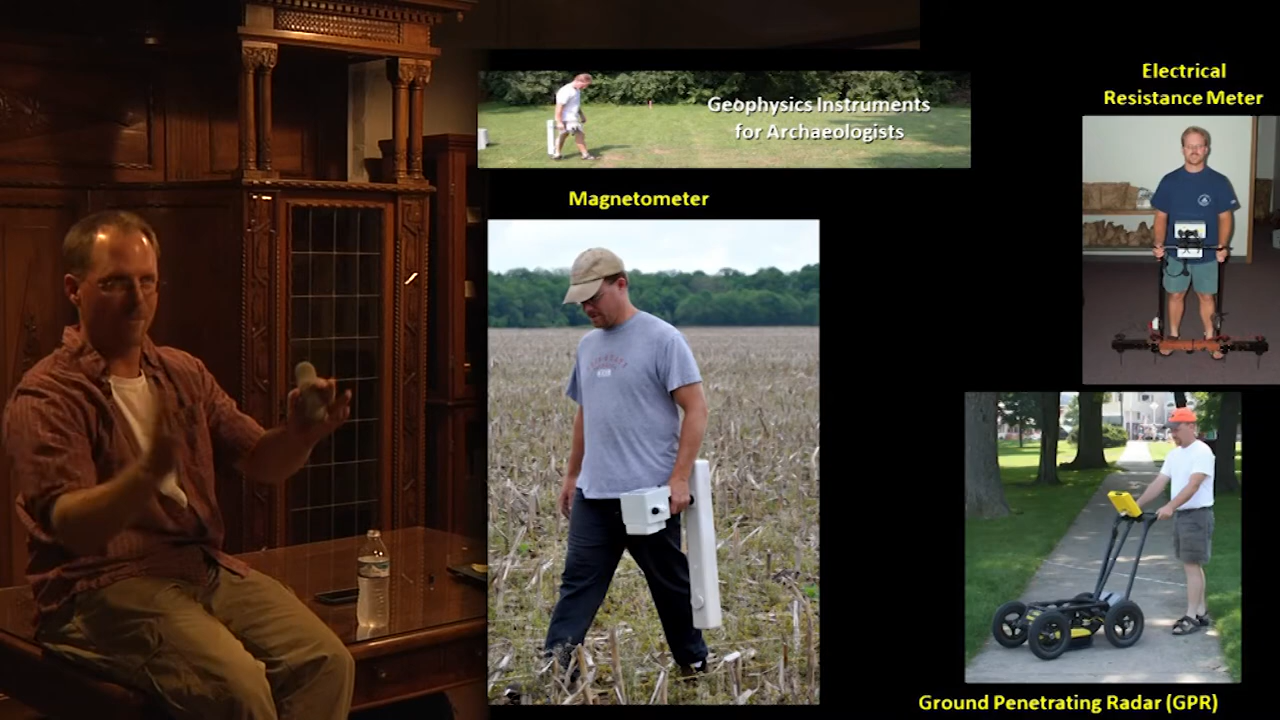 Geophysics Instruments
for Archaeologists
Magnetometer
Electrical
Resistance Meter
Ground Penetrating Radar (GPR)